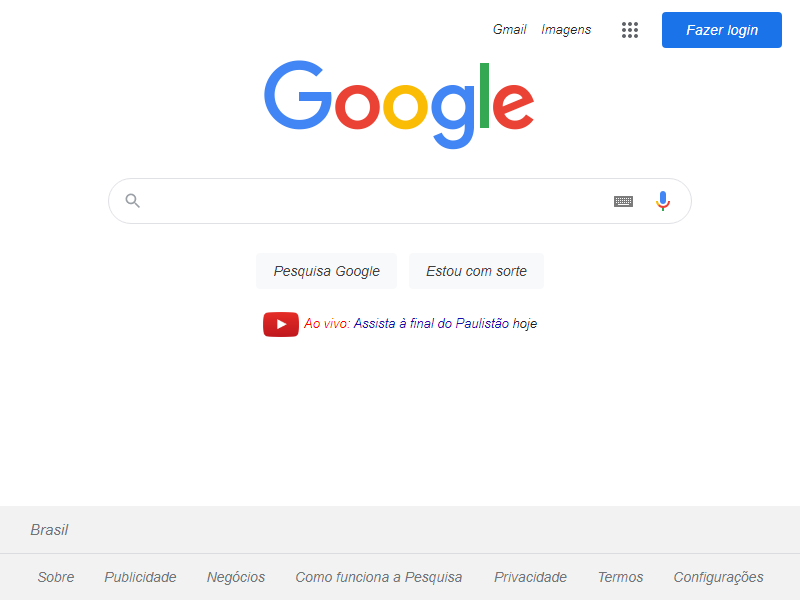 Gmail Imagens Fazer login
Google
Pesquisa Google Estou com sorte
Ao vivo: Assista à final do Paulistão hoje
Brasil
Sobre Publicidade Negócios Como funciona a Pesquisa Privacidade Termos Configurações